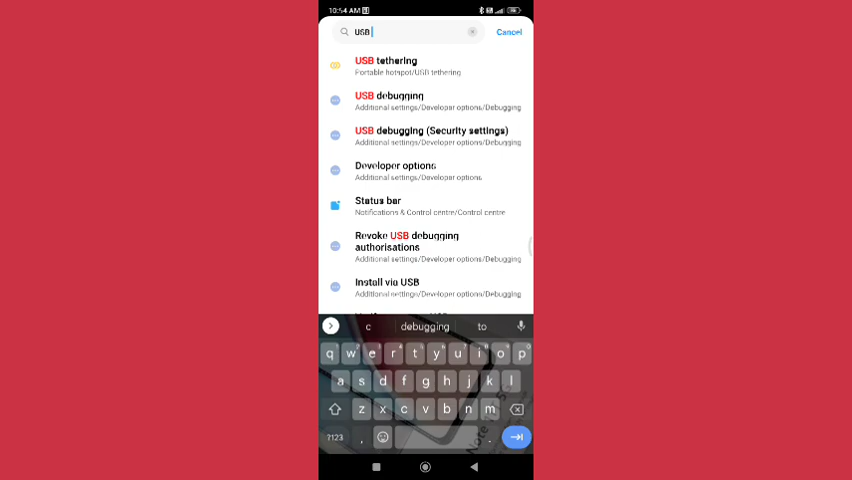 10:54 AM
USB
Cancel
USB tethering
Portable hotspot/USB tethering
USB debugging
Additional settings/Developer options/Debugging
USB debugging (Security settings)
Additional settings/Developer options/Debugging
Developer options
Additional settings/Developer options
Status bar
Notifications & Control centre/Control centre
Revoke USB debugging
authorisations
Additional settings/Developer options/Debugging
Install via USB
Additional settings/Developer options/Debugging
c debugging to
q w e r t y u i o p
a s d f g h j k l
z x c v b n m
?123 , .